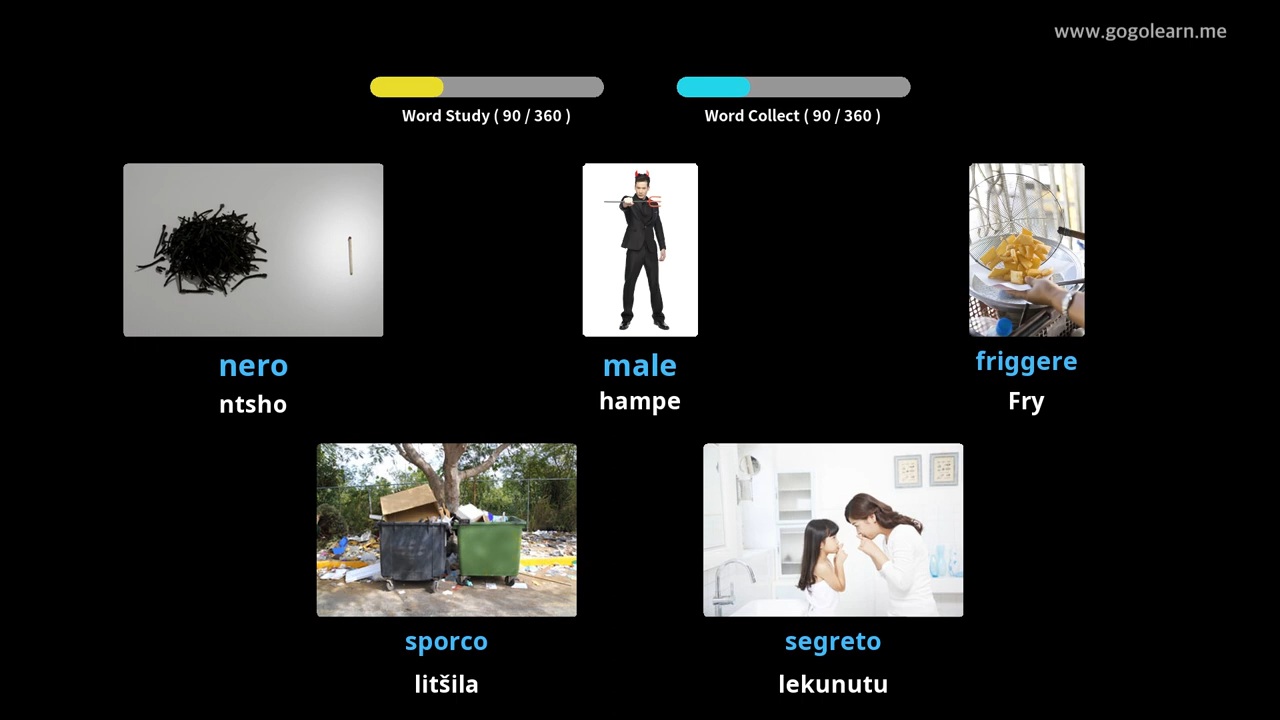 www.gogolearn.me
Word Study ( 90 / 360 )
Word Collect ( 90 / 360 )
nero
ntsho
male
hampe
friggere
Fry
sporco
litšila
segreto
lekunutu